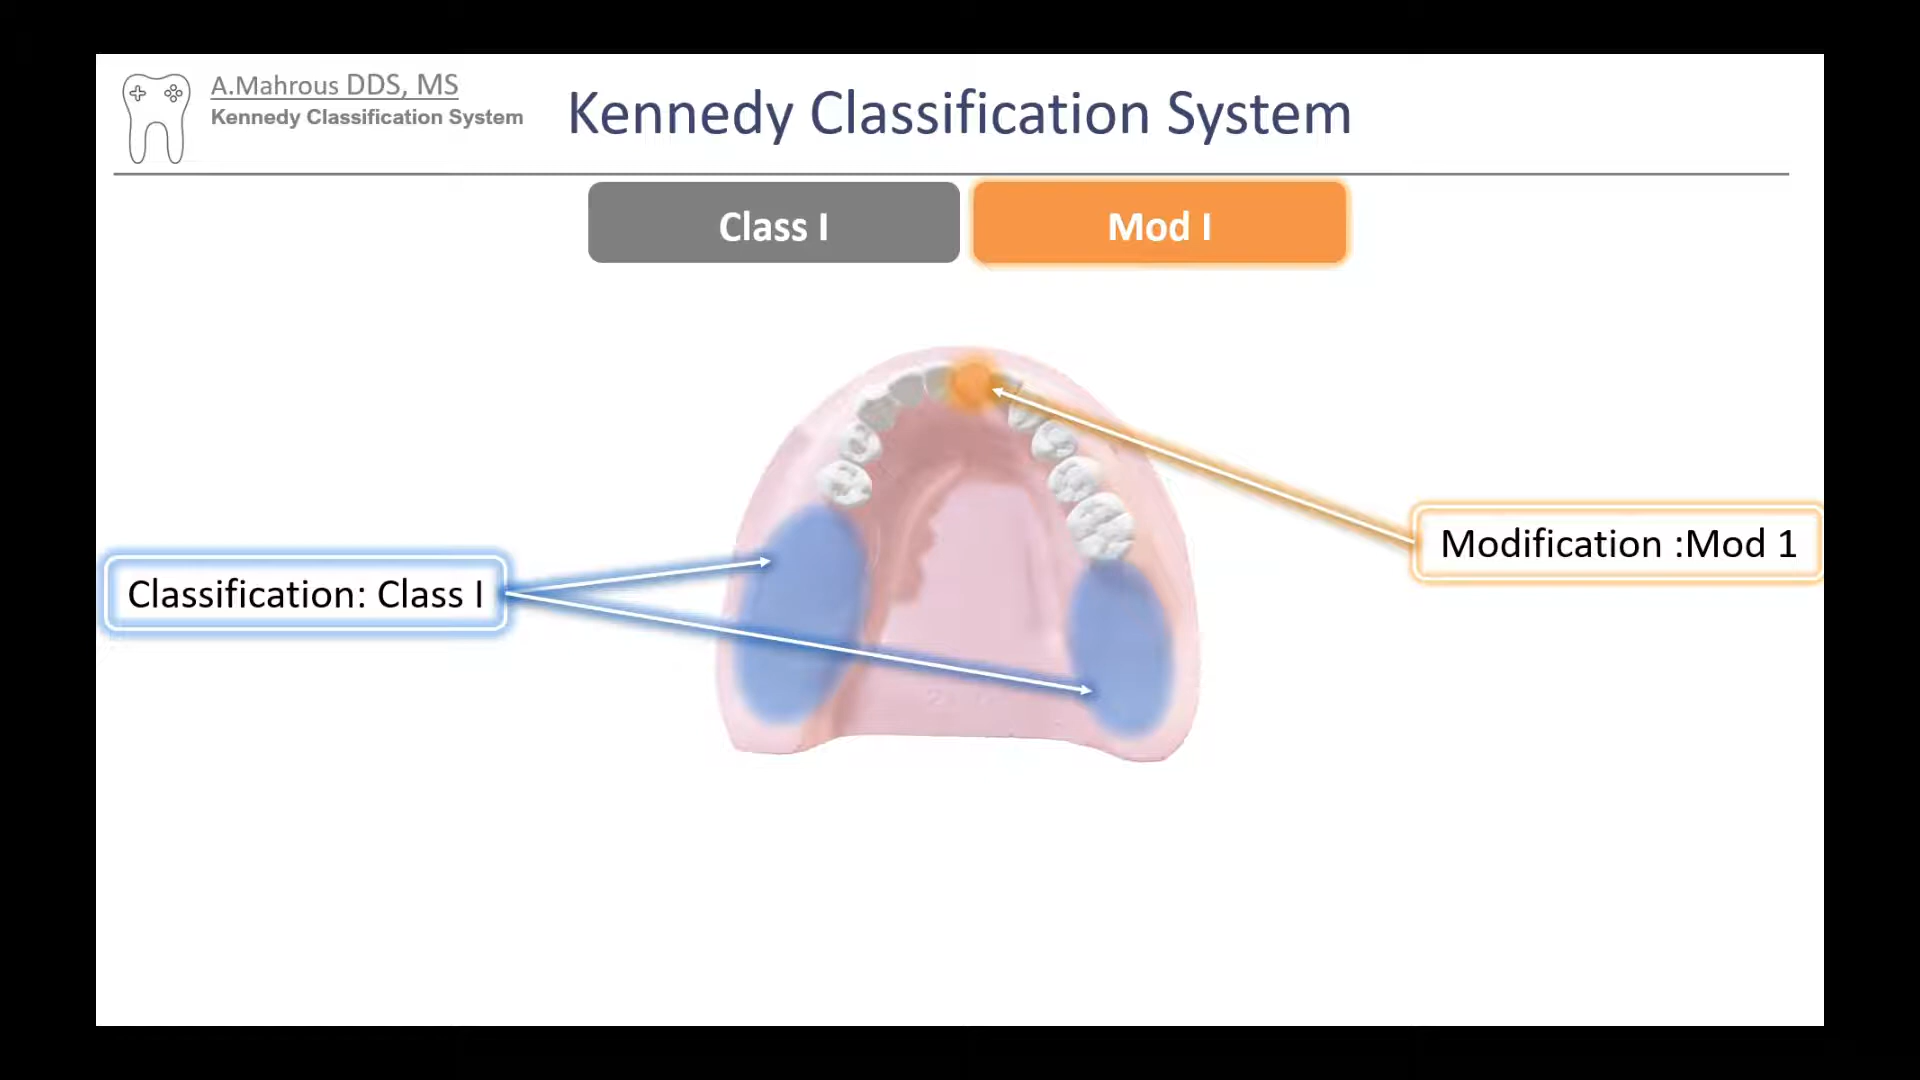 A.Mahrous DDS, MS
Kennedy Classification System
Kennedy Classification System
Class I
Mod I
Modification :Mod 1
Classification: Class I